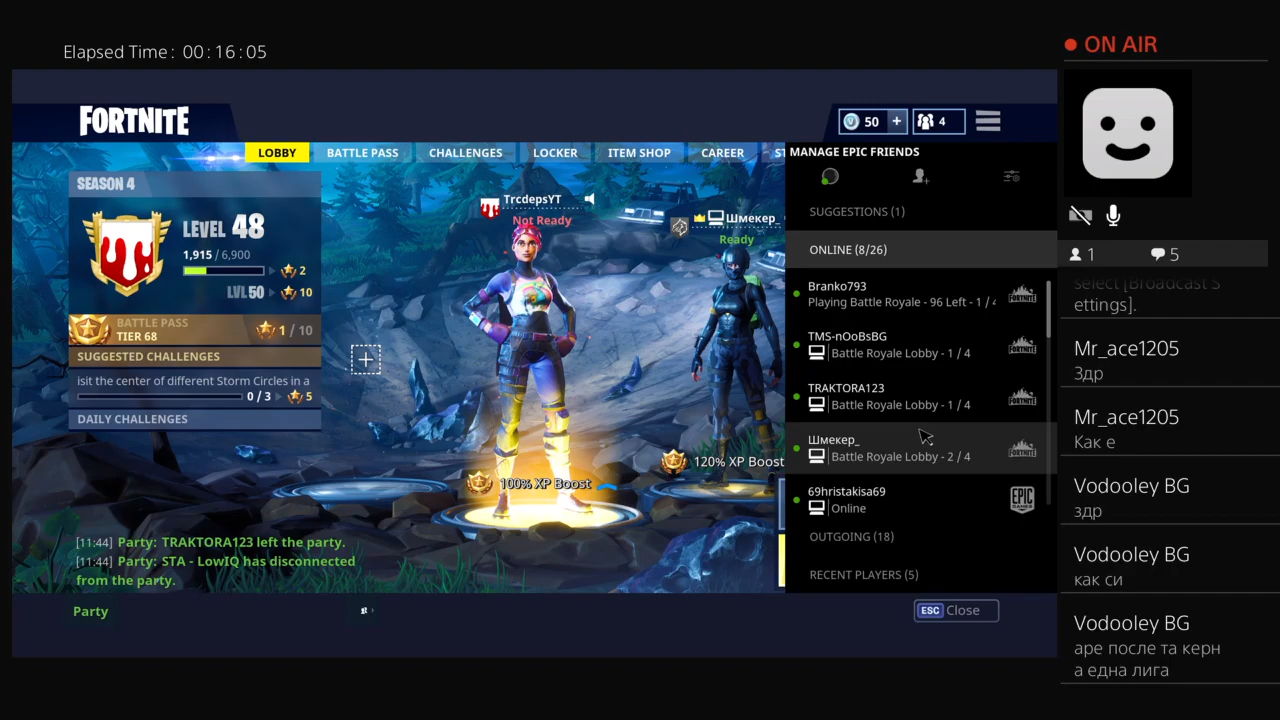 Elapsed Time: 00:16:05
ON AIR
FORTNITE
50 +
4
LOBBY
BATTLE PASS
CHALLENGES
LOCKER
ITEM SHOP
CAREER
ST
MANAGE EPIC FRIENDS
SEASON 4
LEVEL 48
1,915 / 6,900
2
LVL 50
10
BATTLE PASS
TIER 68
1 / 10
SUGGESTED CHALLENGES
isit the center of different Storm Circles in a
0 / 3
5
DAILY CHALLENGES
TrcdepsYT
Not Ready
Шмекер_
Ready
100% XP Boost
120% XP Boost
[11:44] Party: TRAKTORA123 left the party.
[11:44] Party: STA - LowIQ has disconnected
from the party.
Party
SUGGESTIONS (1)
ONLINE (8/26)
Branko793
Playing Battle Royale - 96 Left - 1 /
FORTNITE
TMS-nOoBsBG
Battle Royale Lobby - 1 / 4
FORTNITE
TRAKTORA123
Battle Royale Lobby - 1 / 4
FORTNITE
Шмекер_
Battle Royale Lobby - 2 / 4
FORTNITE
69hristakisa69
Online
EPIC GAMES
OUTGOING (18)
RECENT PLAYERS (5)
ESC Close
1
5
select [Broadcast S
ettings].
Mr_ace1205
Здр
Mr_ace1205
Как е
Vodooley BG
здр
Vodooley BG
как си
Vodooley BG
аре после та керн
а една лига